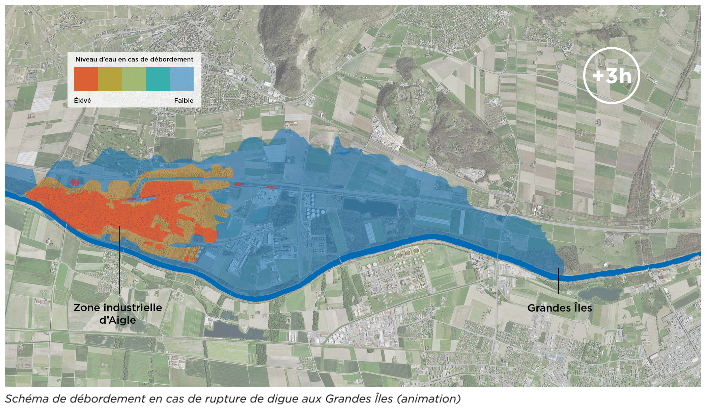 Niveau d'eau en cas de débordement
Élevé
Faible
+3h
Zone industrielle
d'Aigle
Grandes Îles
Schéma de débordement en cas de rupture de digue aux Grandes Îles (animation)